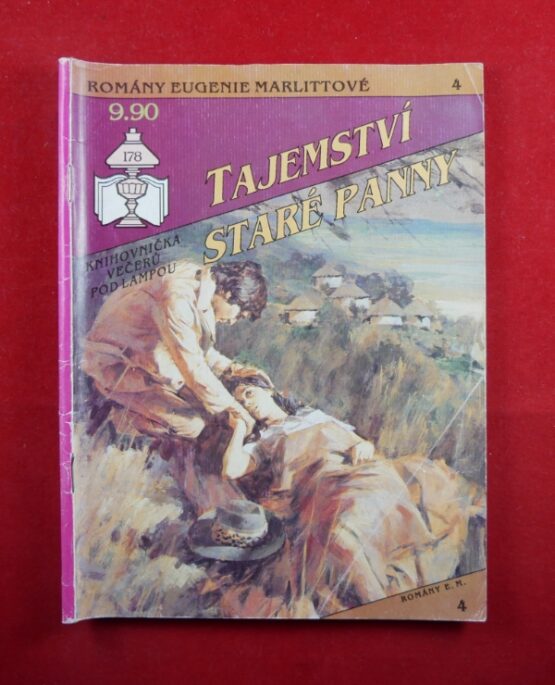 ROMÁNY EUGENIE MARLITTOVÉ 4
9.90
178
TAJEMSTVÍ
STARÉ PANNY
KNIHOVNIČKA
VEČERŮ
POD LAMPOU
ROMÁNY E. M.
4